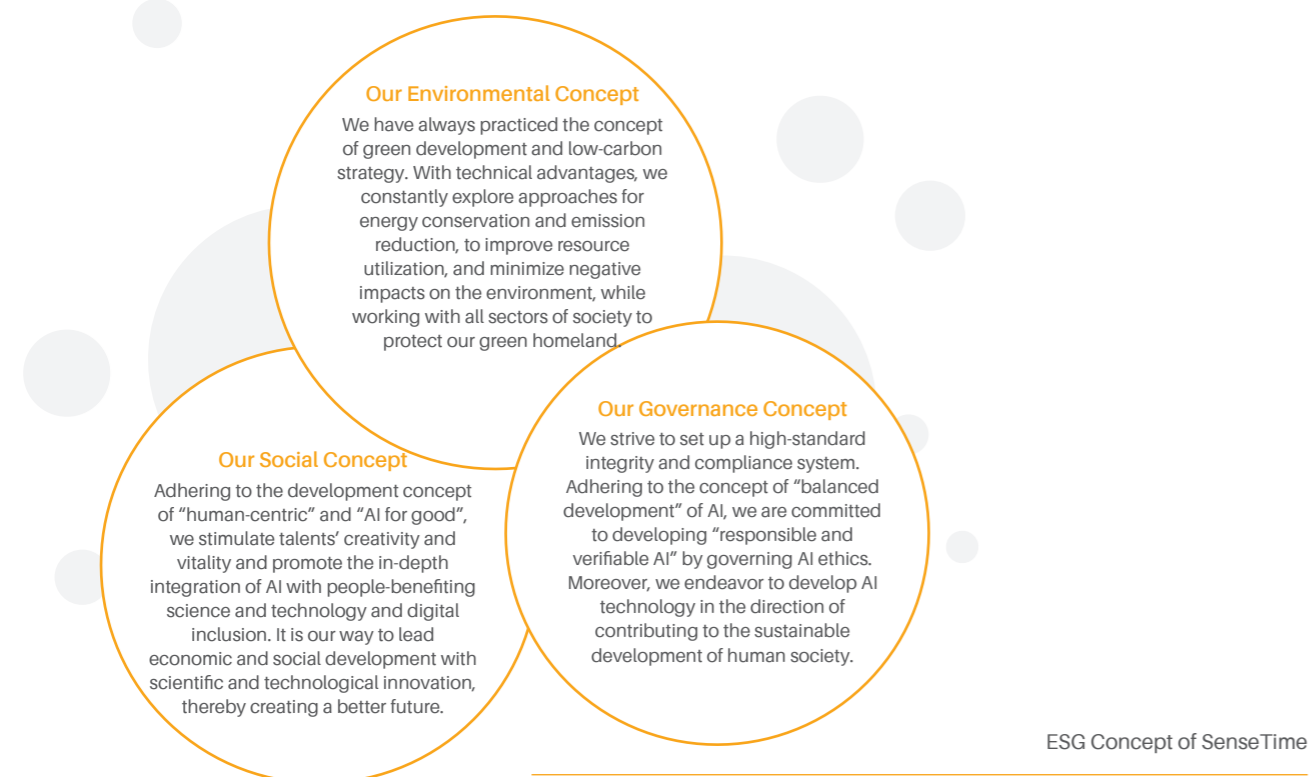 Our Environmental Concept
We have always practiced the concept
of green development and low-carbon
strategy. With technical advantages, we
constantly explore approaches for
energy conservation and emission
reduction, to improve resource
utilization, and minimize negative
impacts on the environment, while
working with all sectors of society to
protect our green homeland.
Our Social Concept
Adhering to the development concept
of “human-centric” and “AI for good”,
we stimulate talents’ creativity and
vitality and promote the in-depth
integration of AI with people-benefiting
science and technology and digital
inclusion. It is our way to lead
economic and social development with
scientific and technological innovation,
thereby creating a better future.
Our Governance Concept
We strive to set up a high-standard
integrity and compliance system.
Adhering to the concept of “balanced
development” of AI, we are committed
to developing “responsible and
verifiable AI” by governing AI ethics.
Moreover, we endeavor to develop AI
technology in the direction of
contributing to the sustainable
development of human society.
ESG Concept of SenseTime